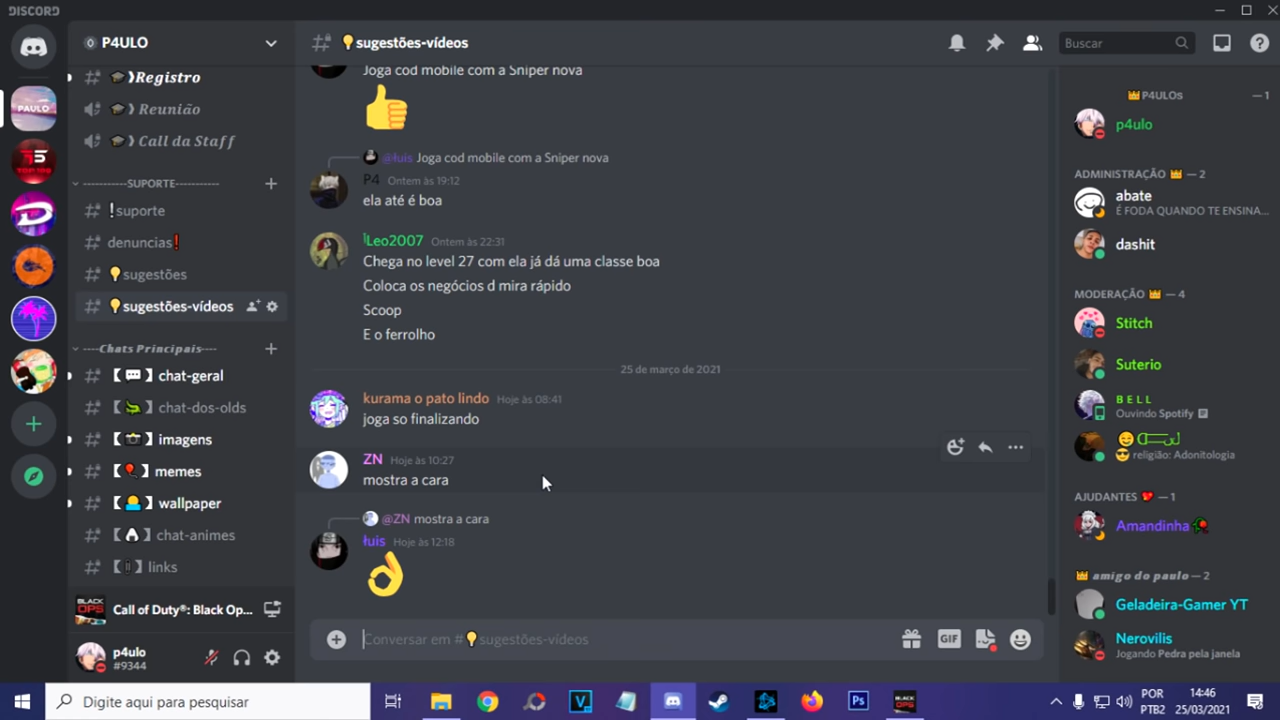 DISCORD
P4ULO
Registro
Reunião
Call da Staff
-----------SUPORTE-----------
!suporte
denuncias❗
💡sugestões
💡sugestões-vídeos
----Chats Principais----
【💬】chat-geral
【🦎】chat-dos-olds
【📷】imagens
【🎈】memes
【🌅】wallpaper
chat-animes
links
Call of Duty®: Black Op...
p4ulo
#9344
💡sugestões-vídeos
Buscar
Joga cod mobile com a Sniper nova
👍
@łuis Joga cod mobile com a Sniper nova
P4 Ontem às 19:12
ela até é boa
Leo2007 Ontem às 22:31
Chega no level 27 com ela já dá uma classe boa
Coloca os negócios d mira rápido
Scoop
E o ferrolho
25 de março de 2021
kurama o pato lindo Hoje às 08:41
joga so finalizando
ZN Hoje às 10:27
mostra a cara
@ZN mostra a cara
łuis Hoje às 12:18
👌
Conversar em #💡sugestões-vídeos
GIF
👑P4ULOs — 1
p4ulo
ADMINISTRAÇÃO 👑 — 2
abate
É FODA QUANDO TE ENSINA...
dashit
MODERAÇÃO 👑 — 4
Stitch
Suterio
B E L L
Ouvindo Spotify
religião: Adonitologia
AJUDANTES ❤ — 1
Amandinha🌹
👑 amigo do paulo — 2
Geladeira-Gamer YT
Nerovilis
Jogando Pedra pela janela
PAULO
BLACK OPS
Digite aqui para pesquisar
Ps
POR
PTB2
14:46
25/03/2021